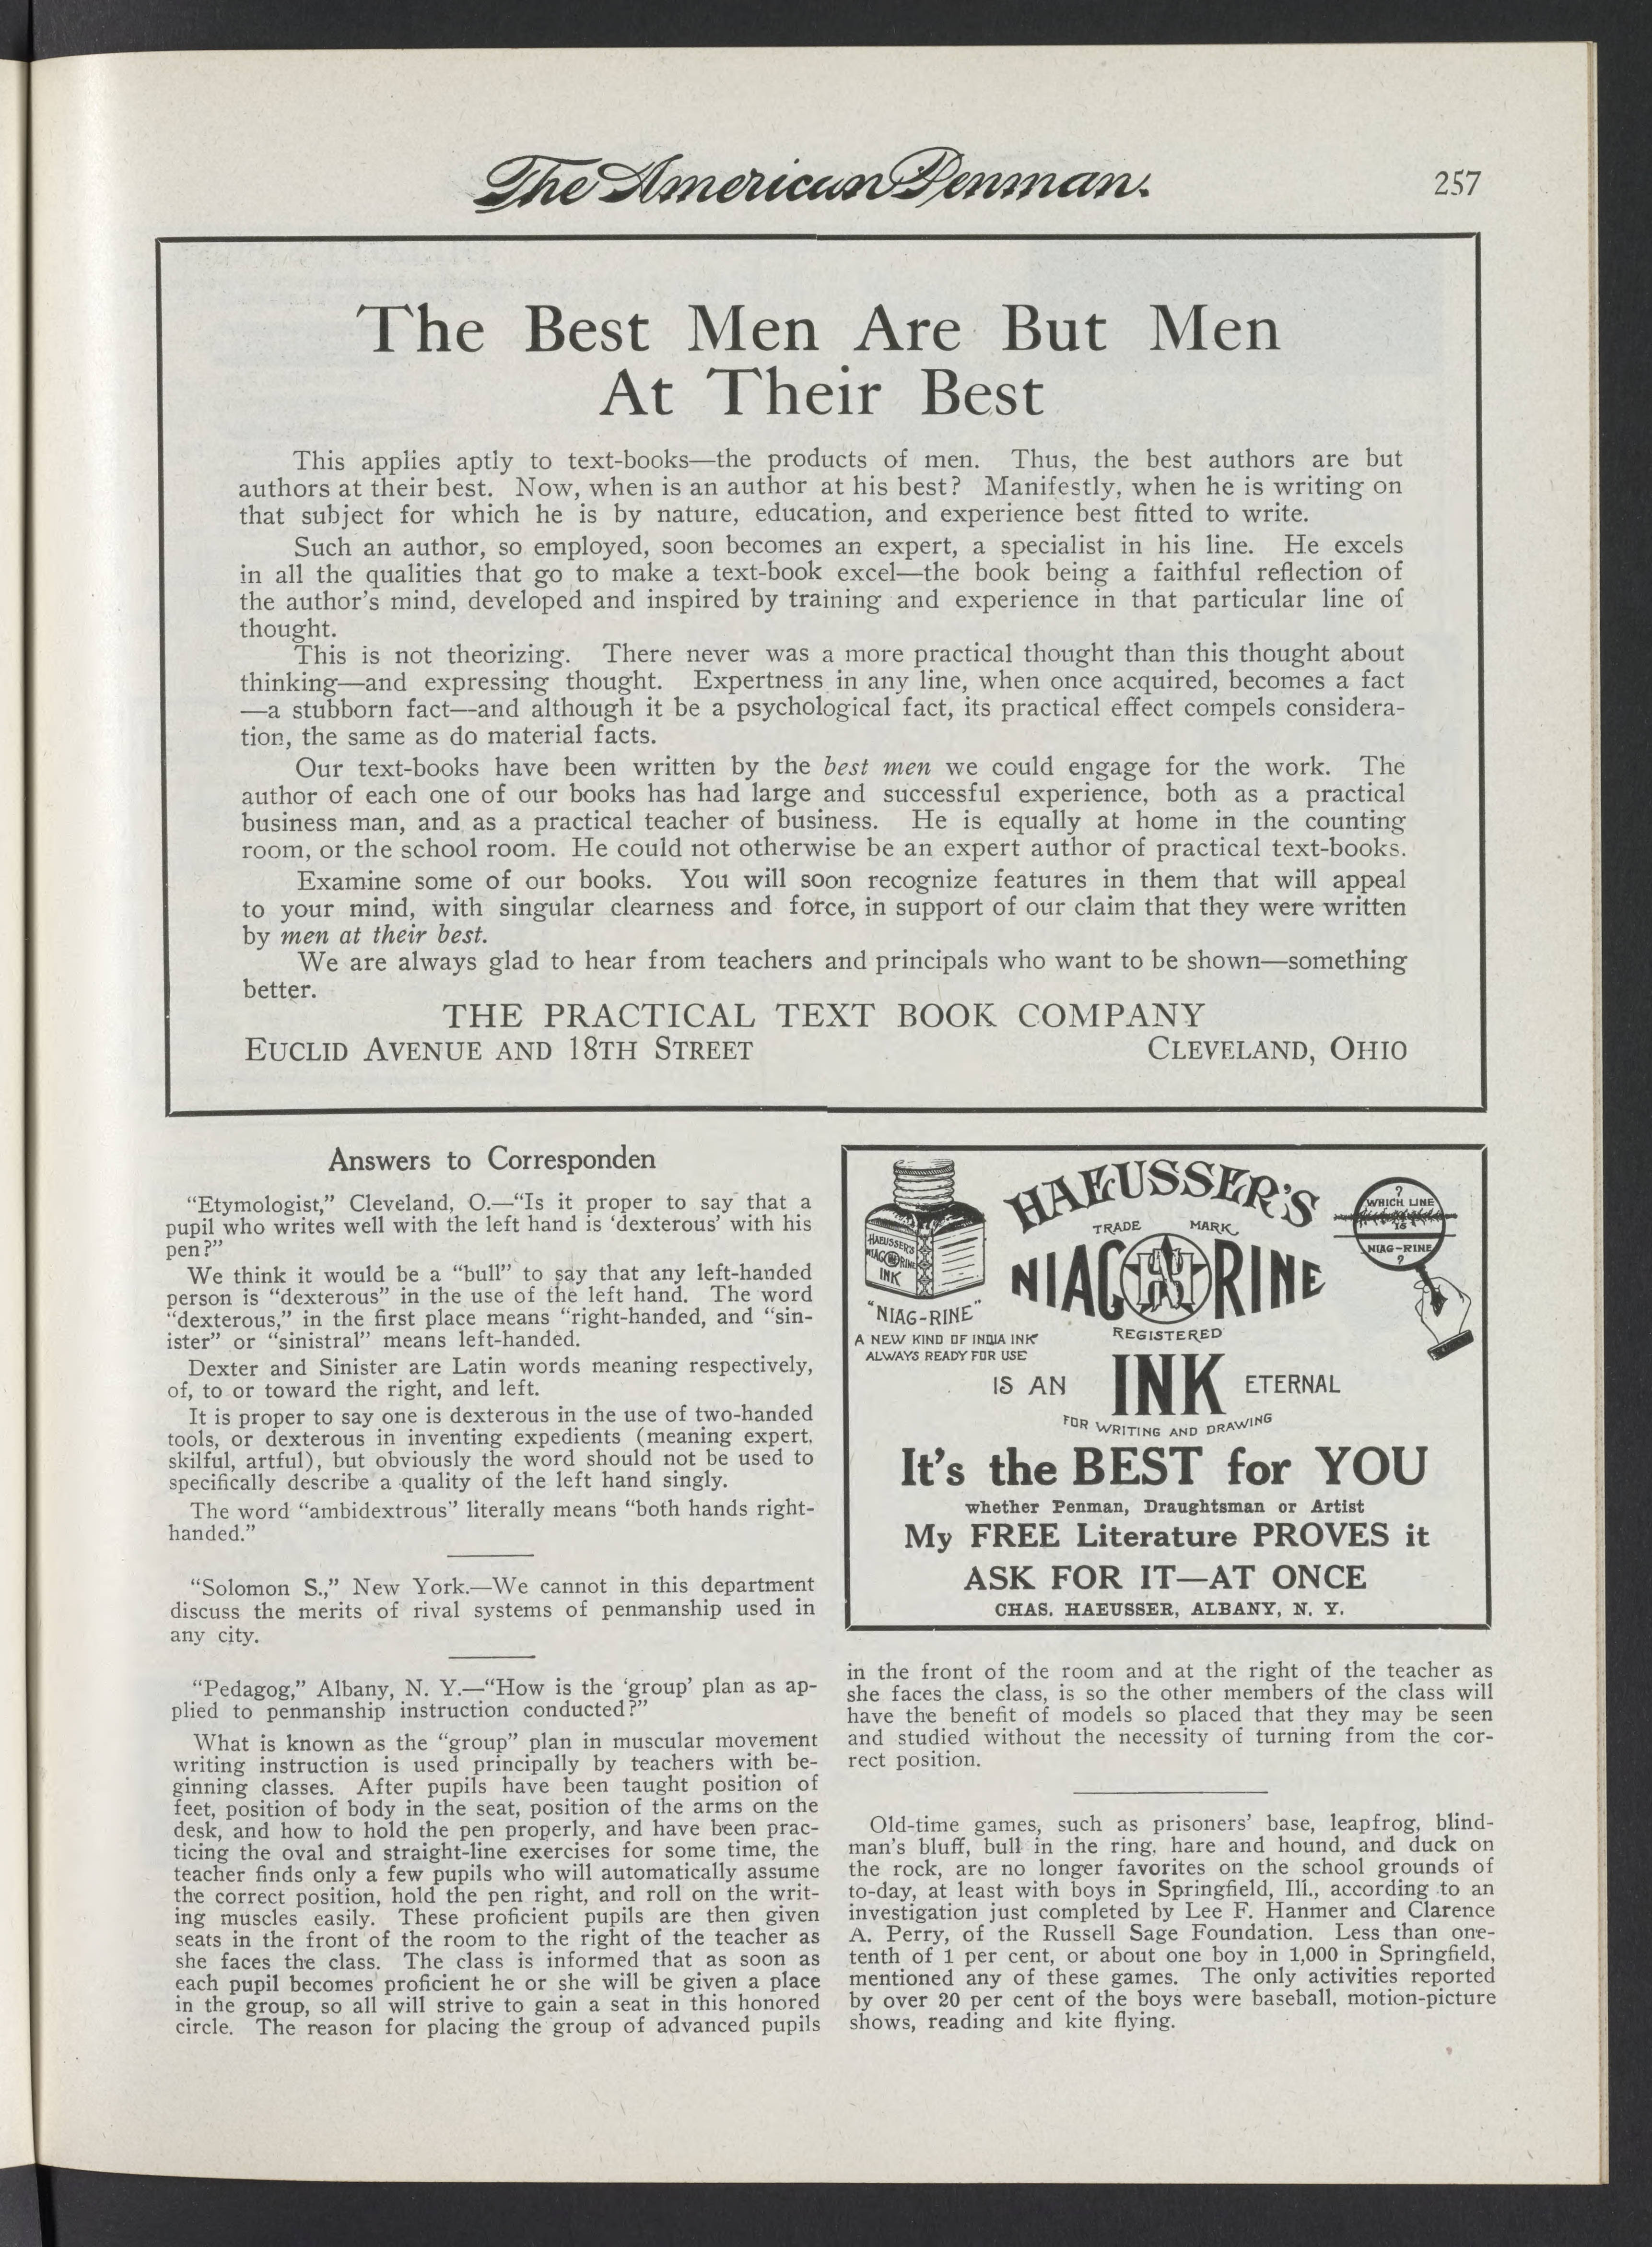 The American Penman.
257
The Best Men Are But Men
At Their Best
This applies aptly to text-books—the products of men. Thus, the best authors are but
authors at their best. Now, when is an author at his best? Manifestly, when he is writing on
that subject for which he is by nature, education, and experience best fitted to write.
Such an author, so employed, soon becomes an expert, a specialist in his line. He excels
in all the qualities that go to make a text-book excel—the book being a faithful reflection of
the author's mind, developed and inspired by training and experience in that particular line of
thought.
This is not theorizing. There never was a more practical thought than this thought about
thinking—and expressing thought. Expertness in any line, when once acquired, becomes a fact
—a stubborn fact—and although it be a psychological fact, its practical effect compels considera-
tion, the same as do material facts.
Our text-books have been written by the best men we could engage for the work. The
author of each one of our books has had large and successful experience, both as a practical
business man, and as a practical teacher of business. He is equally at home in the counting
room, or the school room. He could not otherwise be an expert author of practical text-books.
Examine some of our books. You will soon recognize features in them that will appeal
to your mind, with singular clearness and force, in support of our claim that they were written
by men at their best.
We are always glad to hear from teachers and principals who want to be shown—something
better.
THE PRACTICAL TEXT BOOK COMPANY
EUCLID AVENUE AND 18TH STREET CLEVELAND, OHIO
Answers to Corresponden
"Etymologist," Cleveland, O.—"Is it proper to say that a
pupil who writes well with the left hand is 'dexterous' with his
pen?"
We think it would be a "bull" to say that any left-handed
person is "dexterous" in the use of the left hand. The word
"dexterous," in the first place means "right-handed, and "sin-
ister" or "sinistral" means left-handed.
Dexter and Sinister are Latin words meaning respectively,
of, to or toward the right, and left.
It is proper to say one is dexterous in the use of two-handed
tools, or dexterous in inventing expedients (meaning expert,
skilful, artful), but obviously the word should not be used to
specifically describe a quality of the left hand singly.
The word "ambidextrous" literally means "both hands right-
handed."
"Solomon S.," New York.—We cannot in this department
discuss the merits of rival systems of penmanship used in
any city.
"Pedagog," Albany, N. Y.—"How is the 'group' plan as ap-
plied to penmanship instruction conducted?"
What is known as the "group" plan in muscular movement
writing instruction is used principally by teachers with be-
ginning classes. After pupils have been taught position of
feet, position of body in the seat, position of the arms on the
desk, and how to hold the pen properly, and have been prac-
ticing the oval and straight-line exercises for some time, the
teacher finds only a few pupils who will automatically assume
the correct position, hold the pen right, and roll on the writ-
ing muscles easily. These proficient pupils are then given
seats in the front of the room to the right of the teacher as
she faces the class. The class is informed that as soon as
each pupil becomes proficient he or she will be given a place
in the group, so all will strive to gain a seat in this honored
circle. The reason for placing the group of advanced pupils
HAEUSSER'S
TRADE MARK
NIAG RINE
REGISTERED
HAEUSSER'S
NIAG RINE
INK
"NIAG-RINE"
A NEW KIND OF INDIA INK
ALWAYS READY FOR USE
?
WHICH LINE
IS
NIAG-RINE
?
IS AN INK ETERNAL
FOR WRITING AND DRAWING
It's the BEST for YOU
whether Penman, Draughtsman or Artist
My FREE Literature PROVES it
ASK FOR IT—AT ONCE
CHAS. HAEUSSER, ALBANY, N. Y.
in the front of the room and at the right of the teacher as
she faces the class, is so the other members of the class will
have the benefit of models so placed that they may be seen
and studied without the necessity of turning from the cor-
rect position.
Old-time games, such as prisoners' base, leapfrog, blind-
man's bluff, bull in the ring, hare and hound, and duck on
the rock, are no longer favorites on the school grounds of
to-day, at least with boys in Springfield, Ill., according to an
investigation just completed by Lee F. Hanmer and Clarence
A. Perry, of the Russell Sage Foundation. Less than one-
tenth of 1 per cent, or about one boy in 1,000 in Springfield,
mentioned any of these games. The only activities reported
by over 20 per cent of the boys were baseball, motion-picture
shows, reading and kite flying.